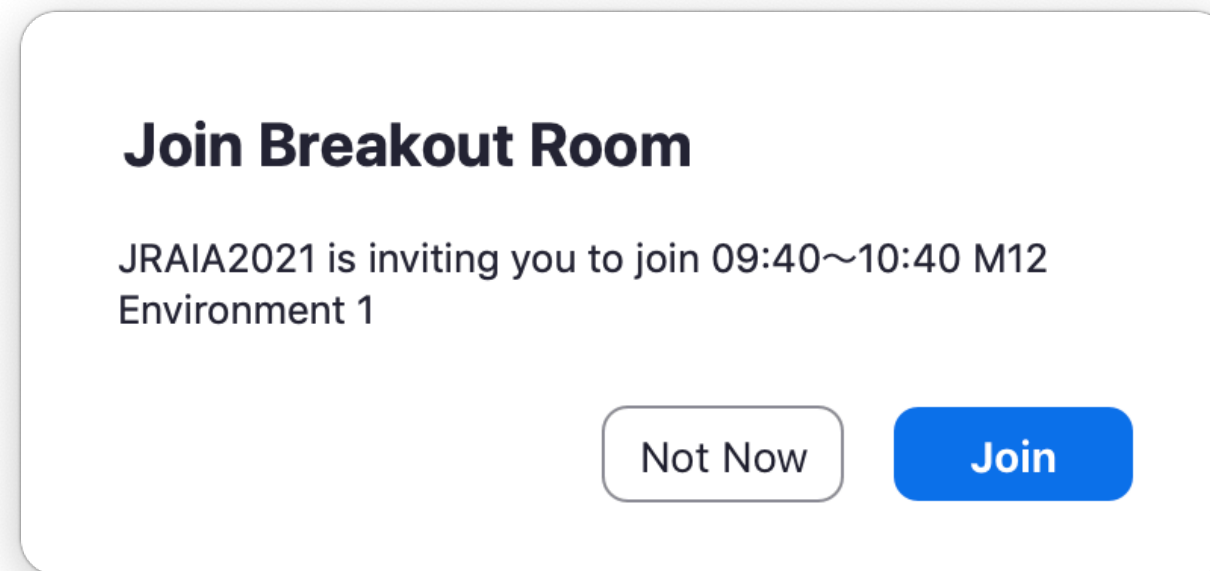 Join Breakout Room
JRAIA2021 is inviting you to join 09:40〜10:40 M12
Environment 1
Not Now
Join